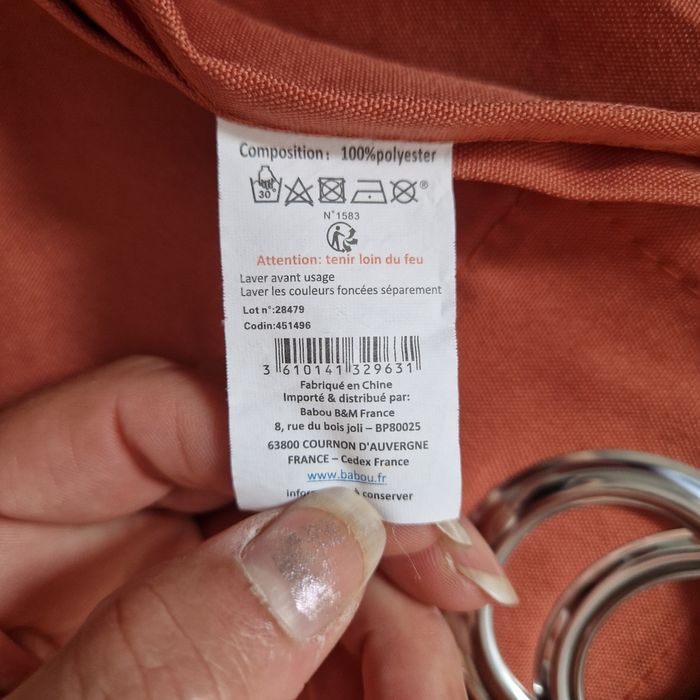 Composition: 100%polyester
30°
®
N°1583
Attention: tenir loin du feu
Laver avant usage
Laver les couleurs foncées séparement
Lot n°:28479
Codin:451496
3 610141 329631
Fabriqué en Chine
Importé & distribué par:
Babou B&M France
8, rue du bois joli – BP80025
63800 COURNON D'AUVERGNE
FRANCE – Cedex France
www.babou.fr
à conserver